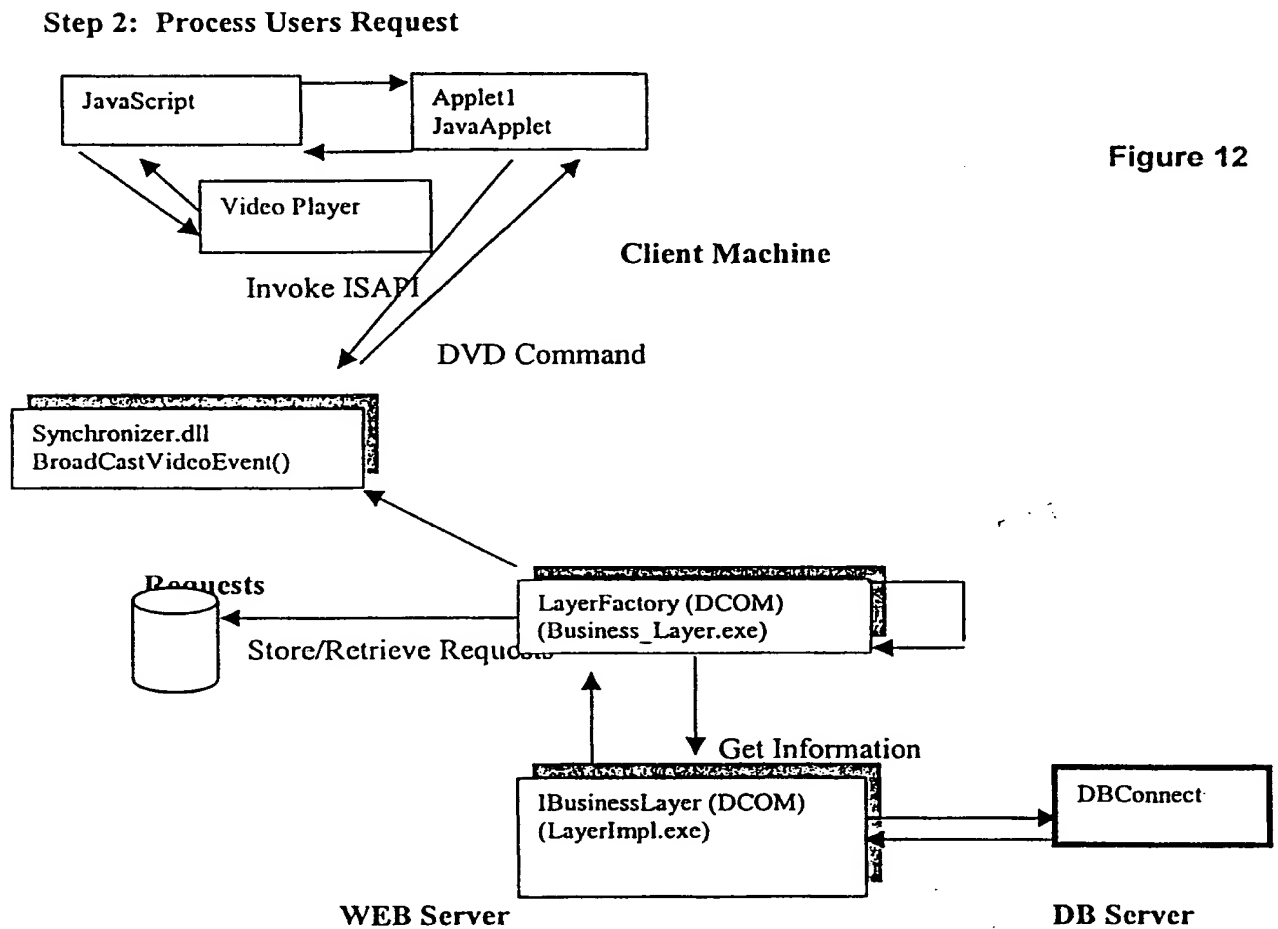 Step 2: Process Users Request
JavaScript
Applet1
JavaApplet
Figure 12
Video Player
Client Machine
Invoke ISAPI
DVD Command
Synchronizer.dll
BroadCastVideoEvent()
Requests
LayerFactory (DCOM)
(Business_Layer.exe)
Store/Retrieve Requests
Get Information
IBusinessLayer (DCOM)
(LayerImpl.exe)
DBConnect
WEB Server
DB Server